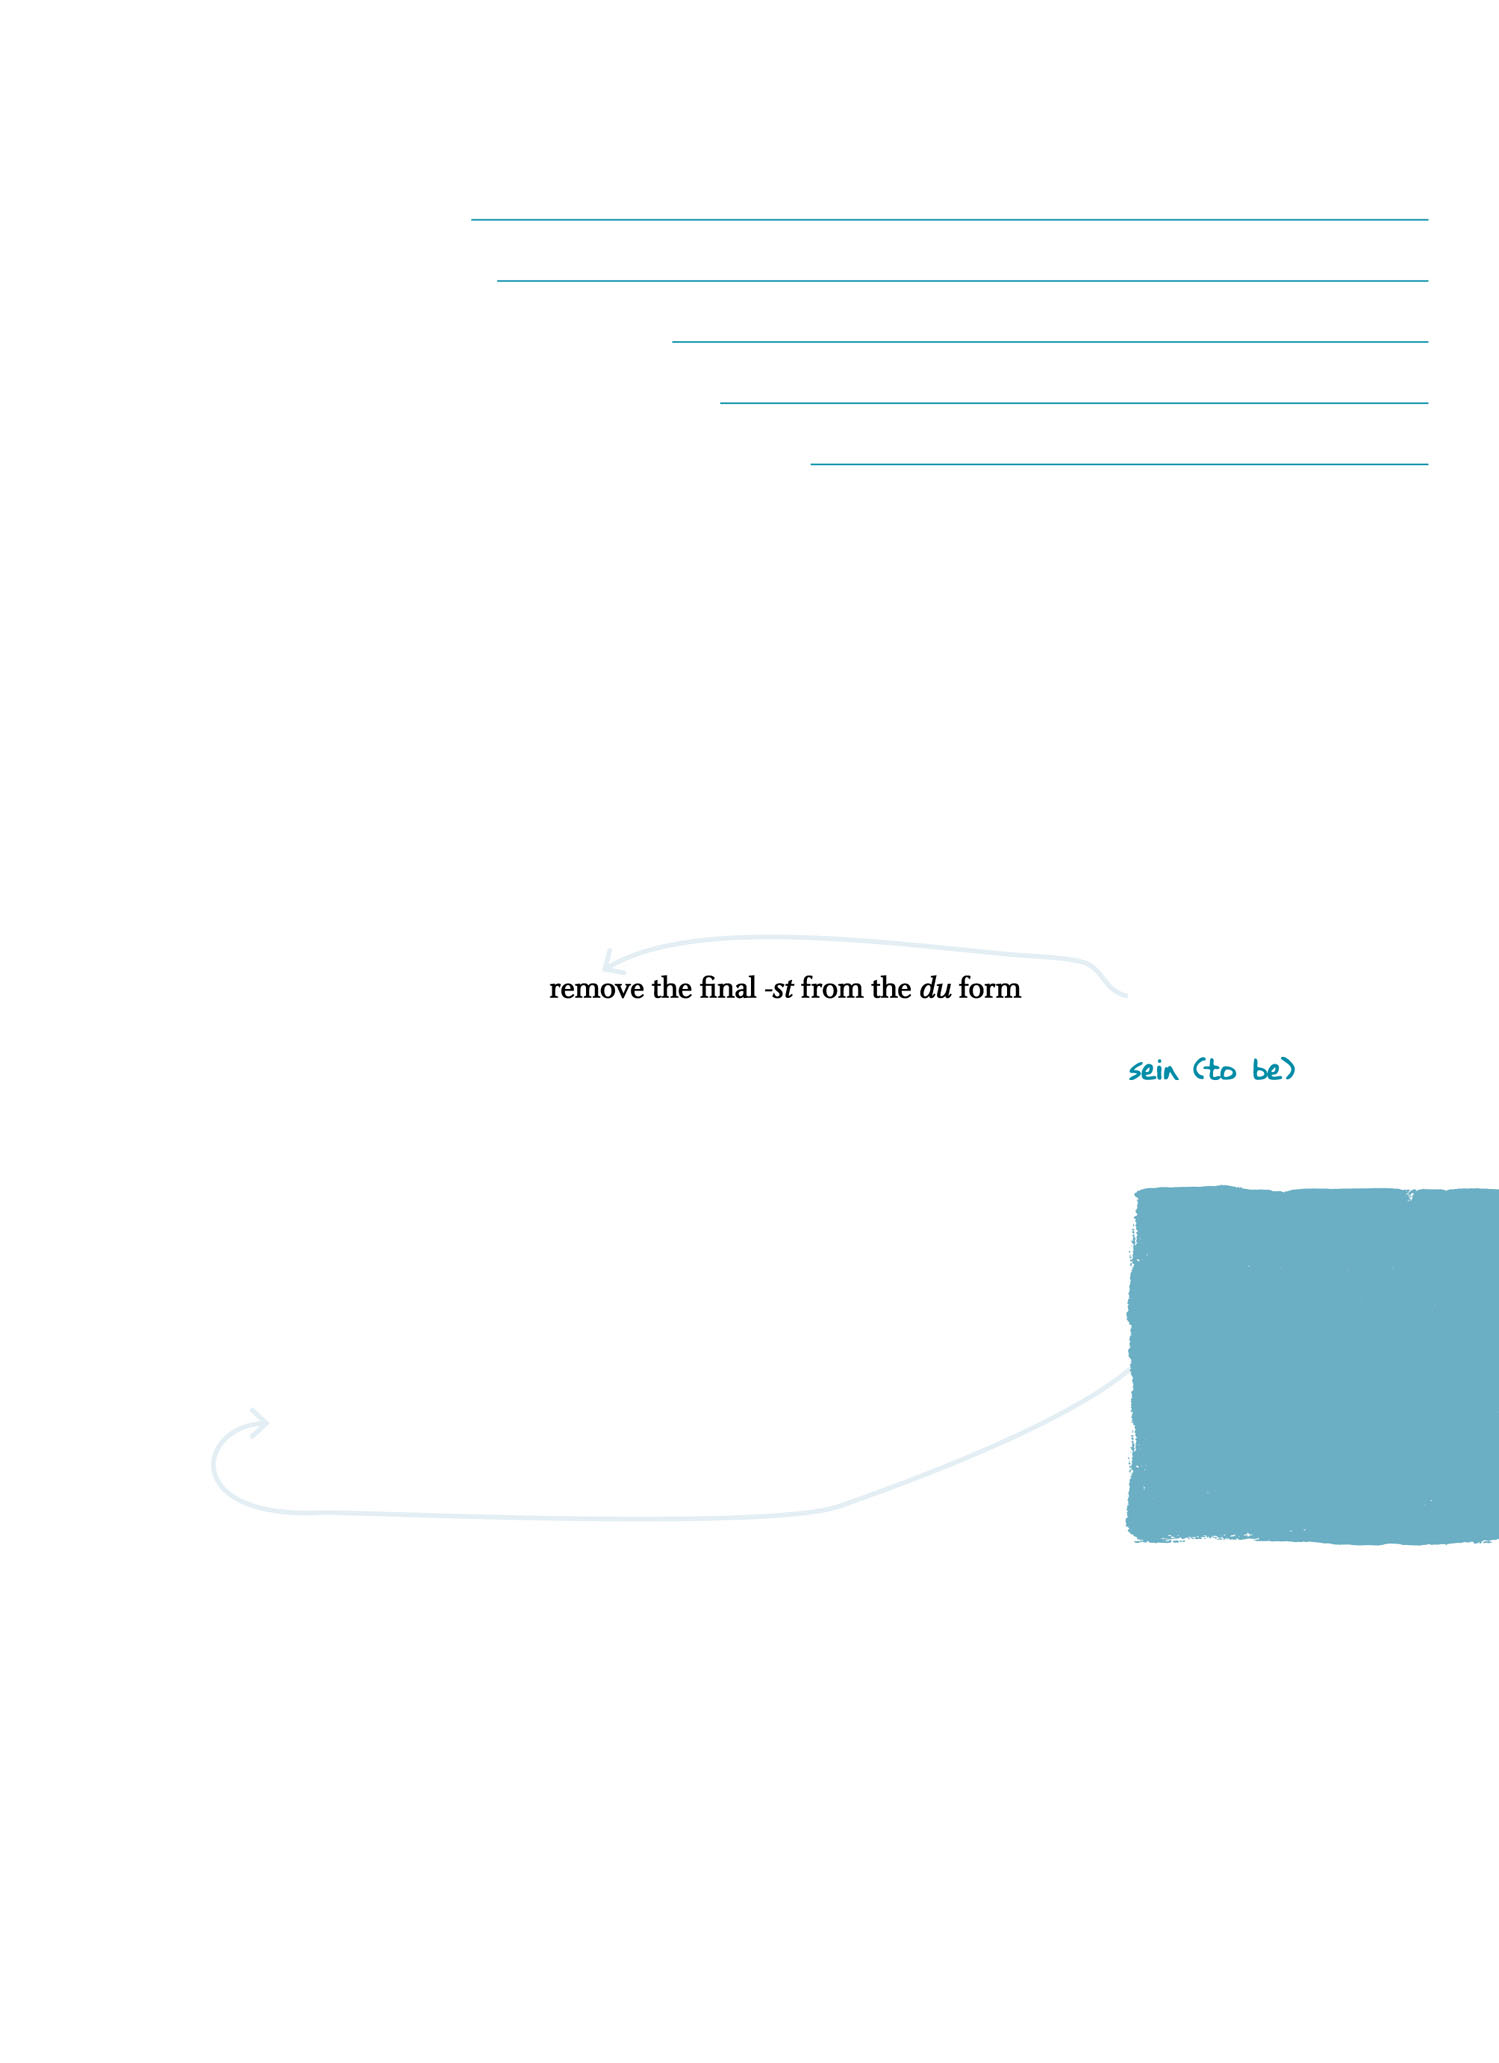 remove the final -st from the du form
sein (to be)